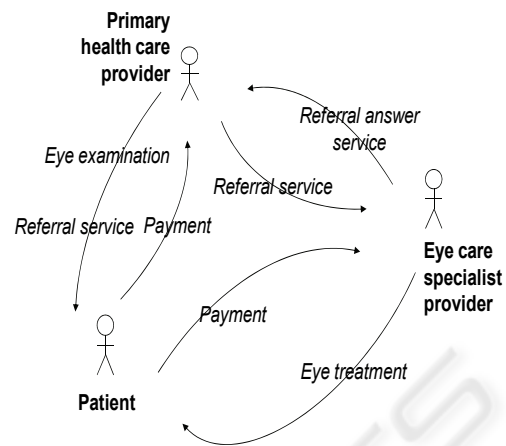 Primary
health care
provider
Referral answer
service
Eye examination
Referral service
Referral service
Payment
Eye care
specialist
provider
Payment
Eye treatment
Patient